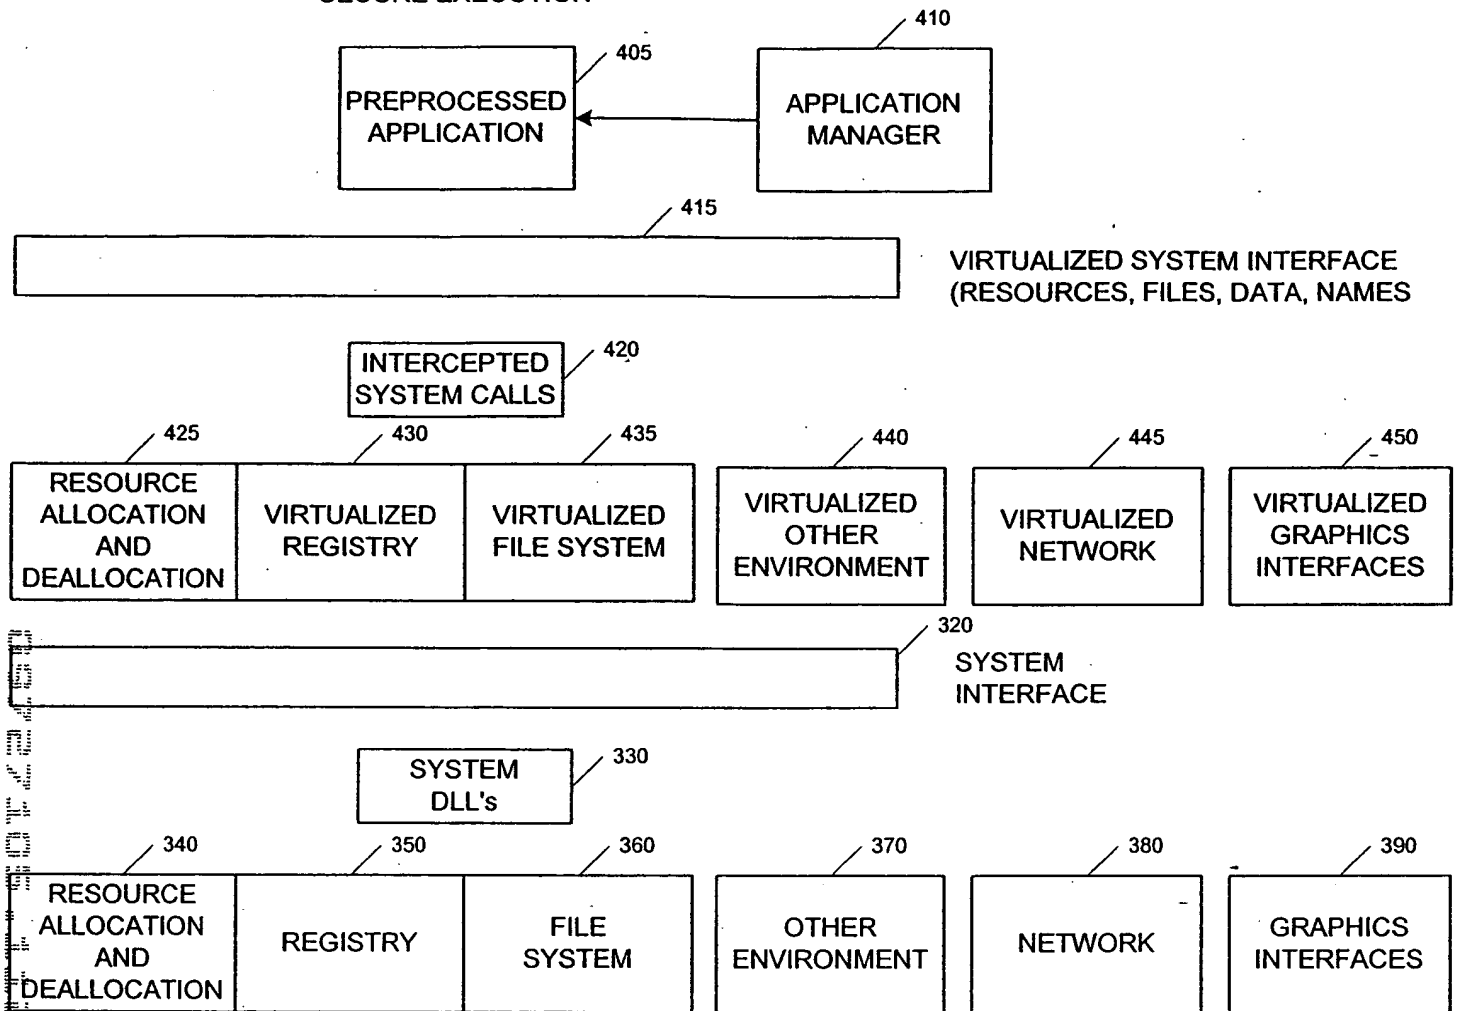 SECURE EXECUTION
410
405
PREPROCESSED
APPLICATION
APPLICATION
MANAGER
415
VIRTUALIZED SYSTEM INTERFACE
(RESOURCES, FILES, DATA, NAMES
INTERCEPTED
SYSTEM CALLS
420
425
430
435
440
445
450
RESOURCE
ALLOCATION
AND
DEALLOCATION
VIRTUALIZED
REGISTRY
VIRTUALIZED
FILE SYSTEM
VIRTUALIZED
OTHER
ENVIRONMENT
VIRTUALIZED
NETWORK
VIRTUALIZED
GRAPHICS
INTERFACES
320
SYSTEM
INTERFACE
SYSTEM
DLL's
330
340
350
360
370
380
390
RESOURCE
ALLOCATION
AND
DEALLOCATION
REGISTRY
FILE
SYSTEM
OTHER
ENVIRONMENT
NETWORK
GRAPHICS
INTERFACES